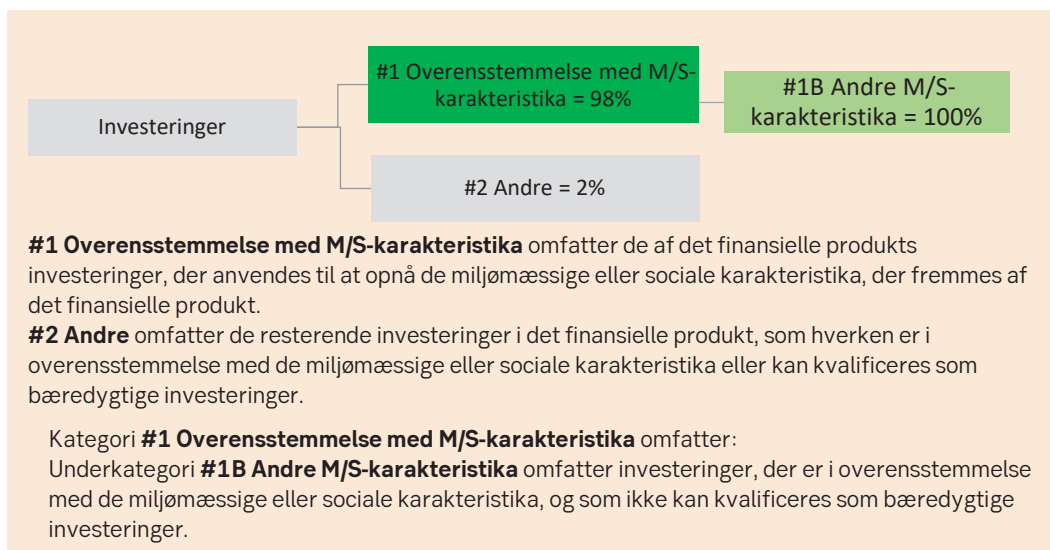 #1 Overensstemmelse med M/S-
karakteristika = 98%
#1B Andre M/S-
karakteristika = 100%
Investeringer
#2 Andre = 2%
#1 Overensstemmelse med M/S-karakteristika omfatter de af det finansielle produkts
investeringer, der anvendes til at opnå de miljømæssige eller sociale karakteristika, der fremmes af
det finansielle produkt.
#2 Andre omfatter de resterende investeringer i det finansielle produkt, som hverken er i
overensstemmelse med de miljømæssige eller sociale karakteristika eller kan kvalificeres som
bæredygtige investeringer.
Kategori #1 Overensstemmelse med M/S-karakteristika omfatter:
Underkategori #1B Andre M/S-karakteristika omfatter investeringer, der er i overensstemmelse
med de miljømæssige eller sociale karakteristika, og som ikke kan kvalificeres som bæredygtige
investeringer.